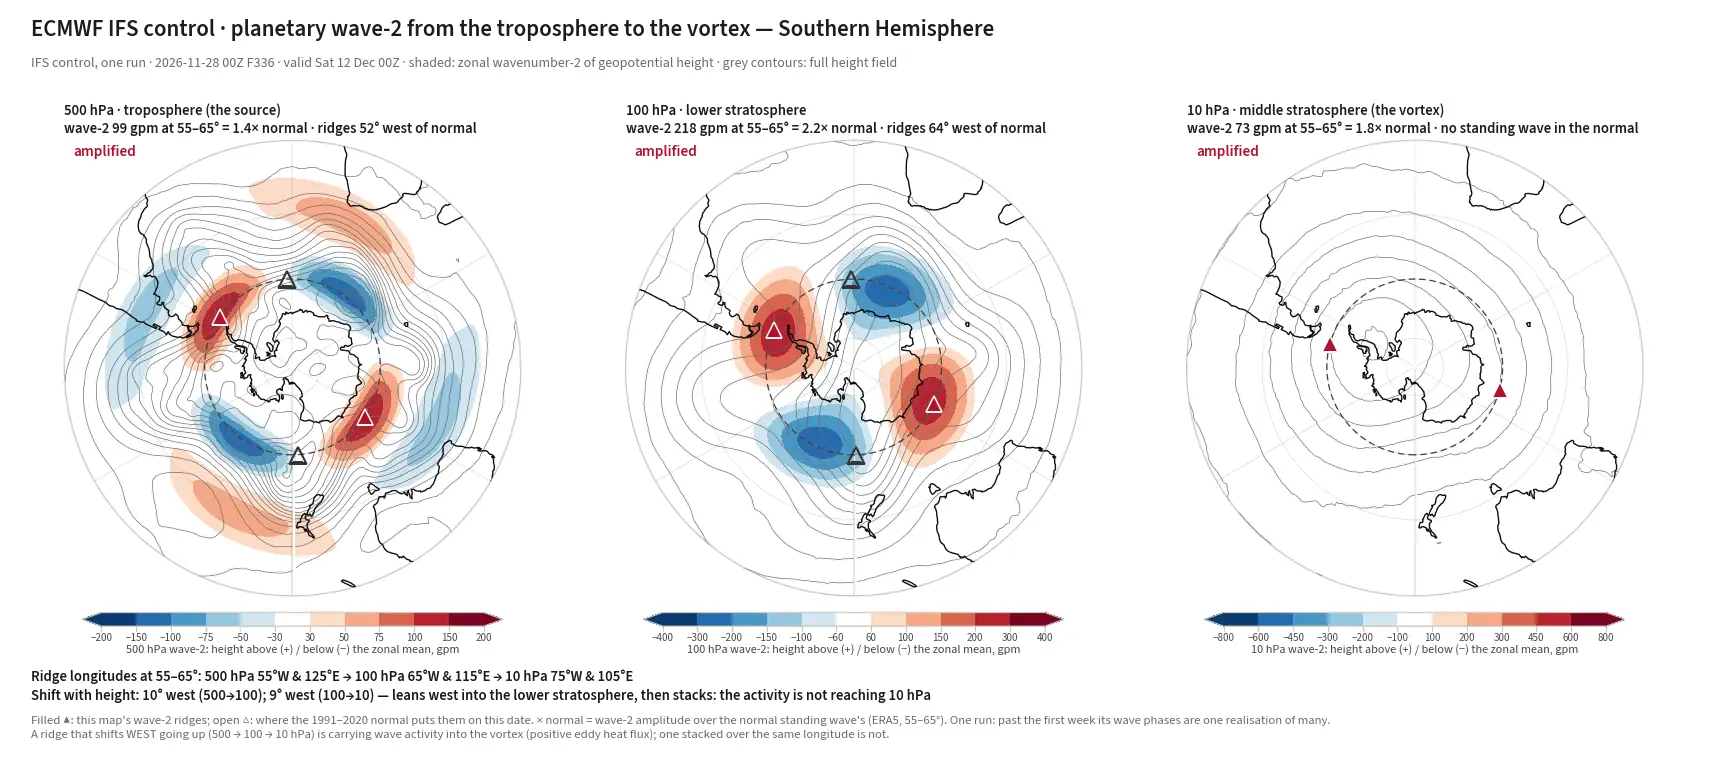 ECMWF IFS control · planetary wave-2 from the troposphere to the vortex — Southern Hemisphere
IFS control, one run · 2026-11-28 00Z F336 · valid Sat 12 Dec 00Z · shaded: zonal wavenumber-2 of geopotential height · grey contours: full height field
500 hPa · troposphere (the source)
wave-2 99 gpm at 55–65° = 1.4× normal · ridges 52° west of normal
amplified
100 hPa · lower stratosphere
wave-2 218 gpm at 55–65° = 2.2× normal · ridges 64° west of normal
amplified
10 hPa · middle stratosphere (the vortex)
wave-2 73 gpm at 55–65° = 1.8× normal · no standing wave in the normal
amplified
−200 −150 −100 −75 −50 −30 30 50 75 100 150 200
500 hPa wave-2: height above (+) / below (−) the zonal mean, gpm
−400 −300 −200 −150 −100 −60 60 100 150 200 300 400
100 hPa wave-2: height above (+) / below (−) the zonal mean, gpm
−800 −600 −450 −300 −200 −100 100 200 300 450 600 800
10 hPa wave-2: height above (+) / below (−) the zonal mean, gpm
Ridge longitudes at 55–65°: 500 hPa 55°W & 125°E → 100 hPa 65°W & 115°E → 10 hPa 75°W & 105°E
Shift with height: 10° west (500→100); 9° west (100→10) — leans west into the lower stratosphere, then stacks: the activity is not reaching 10 hPa
Filled ▲: this map's wave-2 ridges; open △: where the 1991–2020 normal puts them on this date. × normal = wave-2 amplitude over the normal standing wave's (ERA5, 55–65°). One run: past the first week its wave phases are one realisation of many.
A ridge that shifts WEST going up (500 → 100 → 10 hPa) is carrying wave activity into the vortex (positive eddy heat flux); one stacked over the same longitude is not.